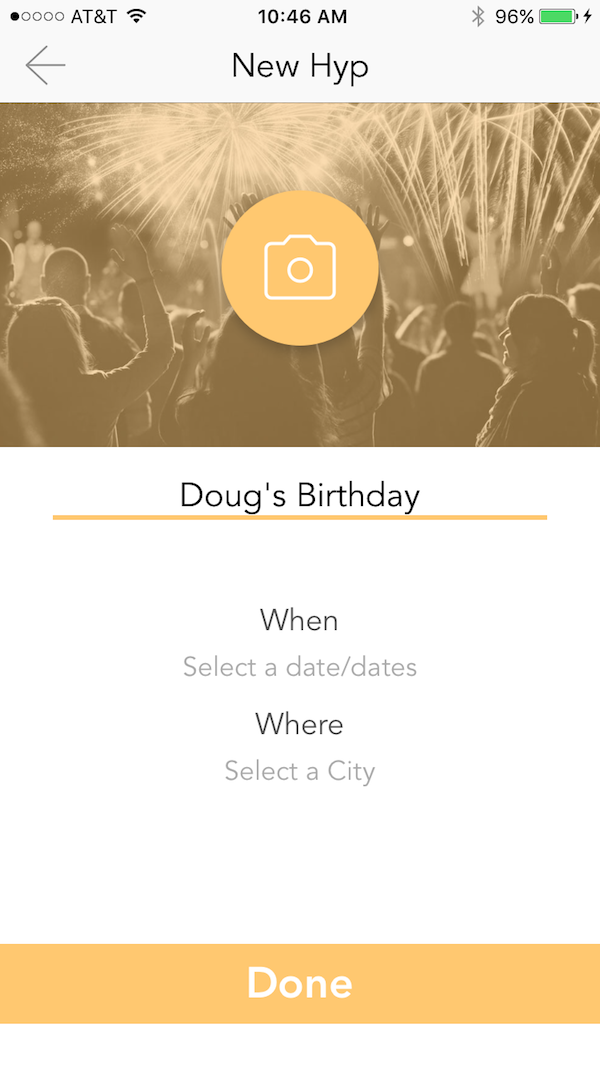 AT&T 10:46 AM 96%
New Hyp
Doug's Birthday
When
Select a date/dates
Where
Select a City
Done